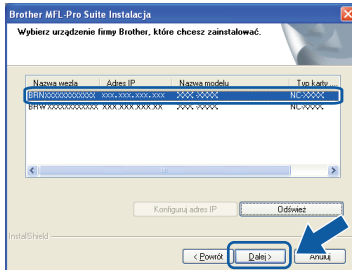 Brother MFL-Pro Suite Instalacja
Wybierz urządzenie firmy Brother, które chcesz zainstalować.
Nazwa węzła Adres IP Nazwa modelu Typ karty ...
BRNXXXXXXXXXXXX xxx.xxx.xxx.xxx XXX-XXXX NC-XXXX
BRWXXXXXXXXXXXX XXX.XXX.XXX.XX XXX-XXXX NC-XXXX
Konfiguruj adres IP Odśwież
InstallShield
< Powrót Dalej > Anuluj